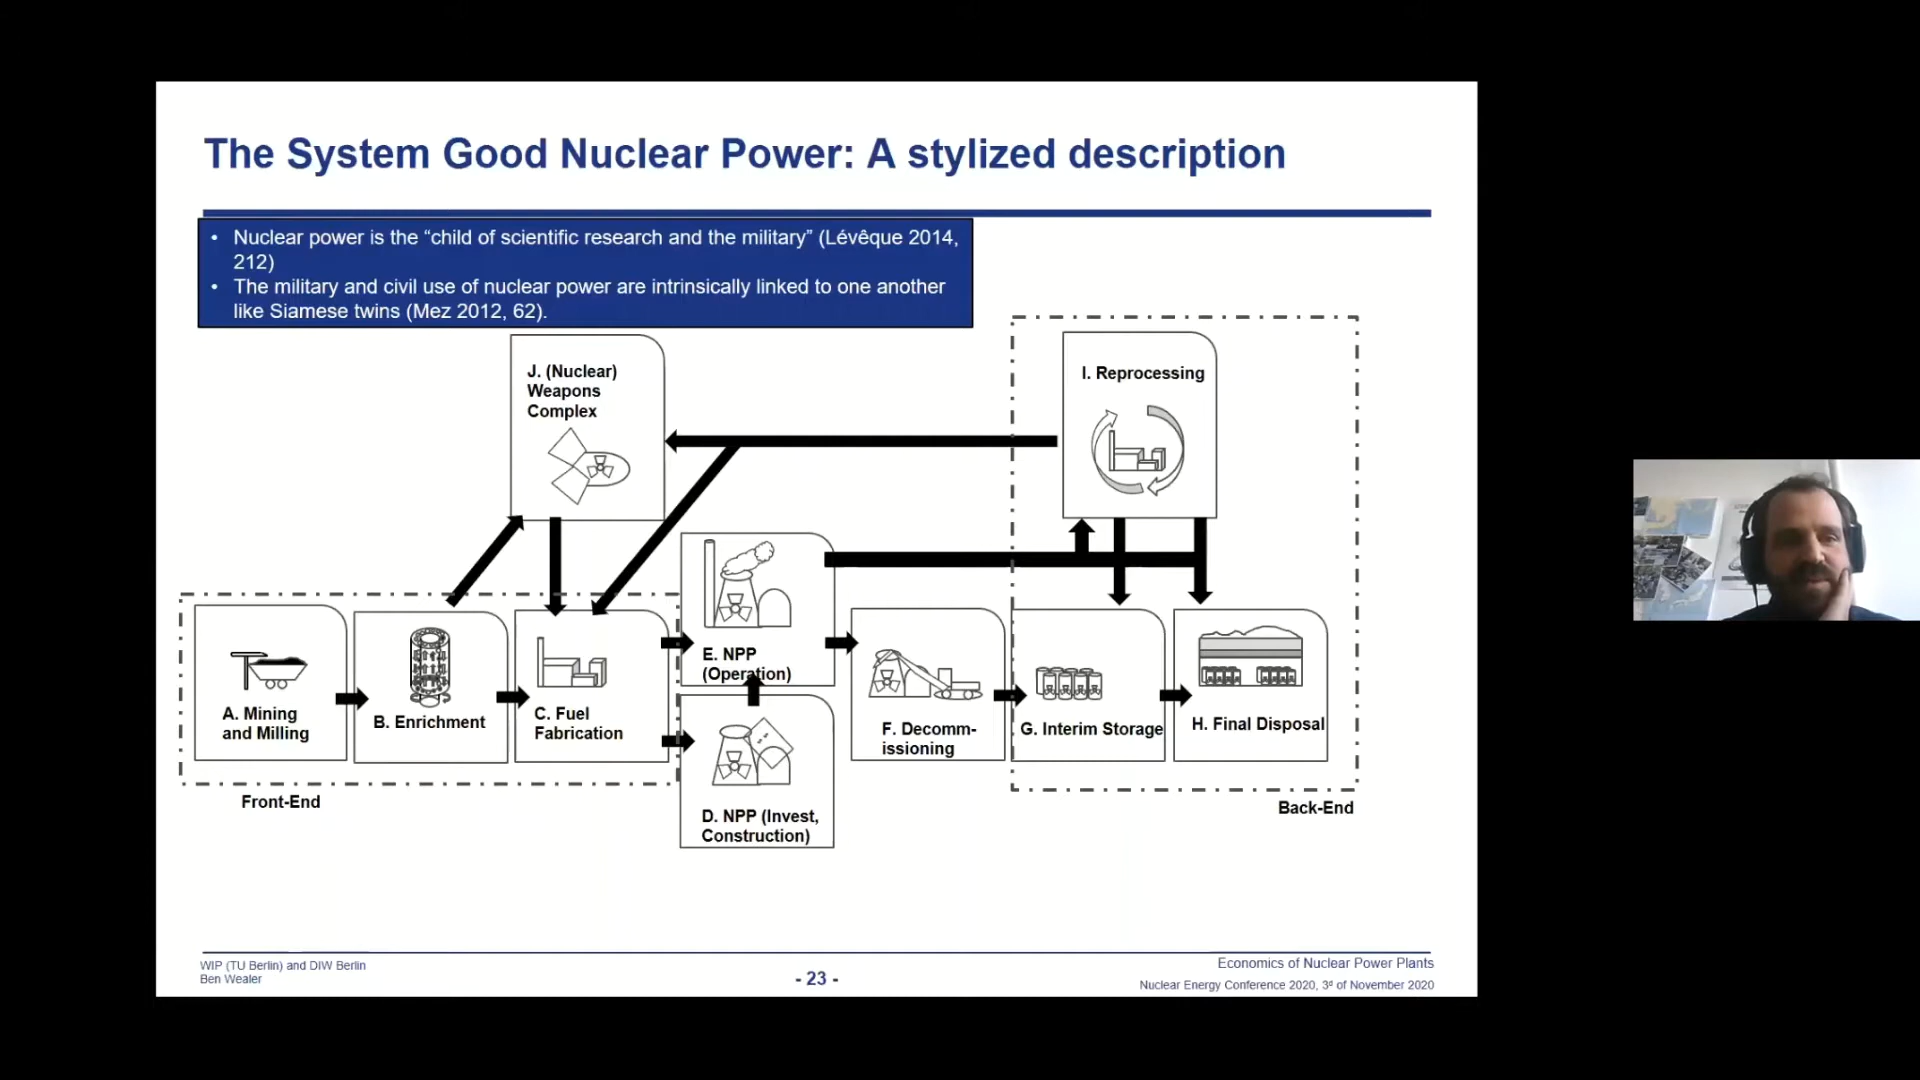 The System Good Nuclear Power: A stylized description
• Nuclear power is the “child of scientific research and the military” (Lévêque 2014,
212)
• The military and civil use of nuclear power are intrinsically linked to one another
like Siamese twins (Mez 2012, 62).
J. (Nuclear)
Weapons
Complex
I. Reprocessing
E. NPP
(Operation)
A. Mining
and Milling
B. Enrichment
C. Fuel
Fabrication
F. Decomm-
issioning
G. Interim Storage
H. Final Disposal
D. NPP (Invest,
Construction)
Front-End
Back-End
WIP (TU Berlin) and DIW Berlin
Ben Wealer
- 23 -
Economics of Nuclear Power Plants
Nuclear Energy Conference 2020, 3d of November 2020